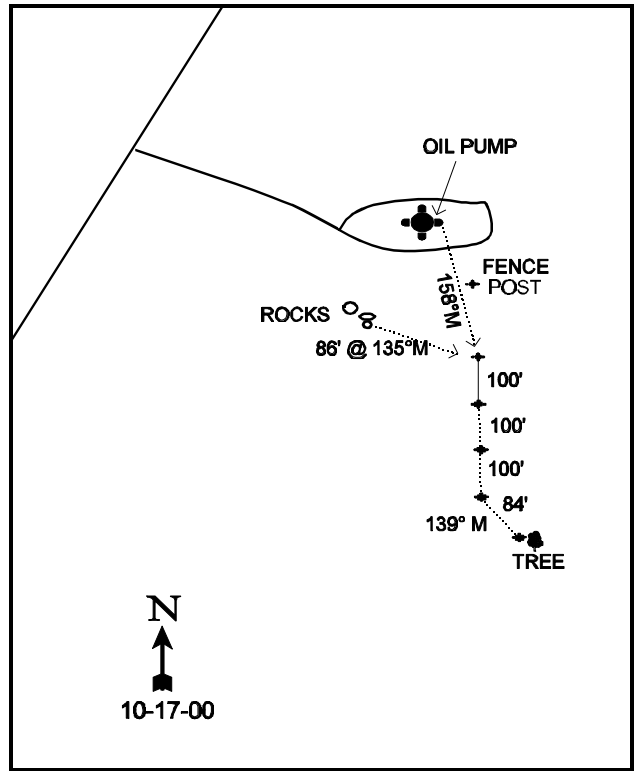 OIL PUMP
FENCE
POST
158°M
ROCKS
86' @ 135°M
100'
100'
100'
84'
139° M
TREE
N
10-17-00